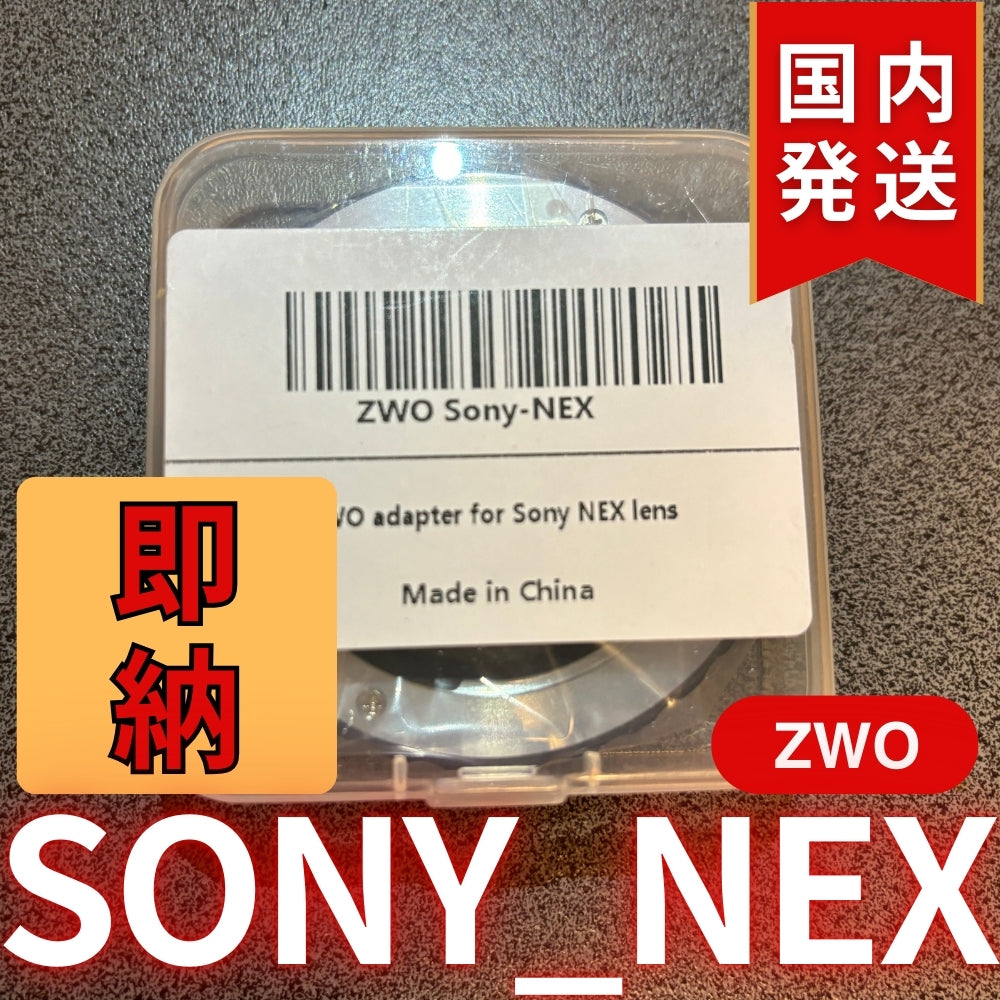 国内
発送
ZWO Sony-NEX
adapter for Sony NEX lens
Made in China
即
納
ZWO
SONY_NEX